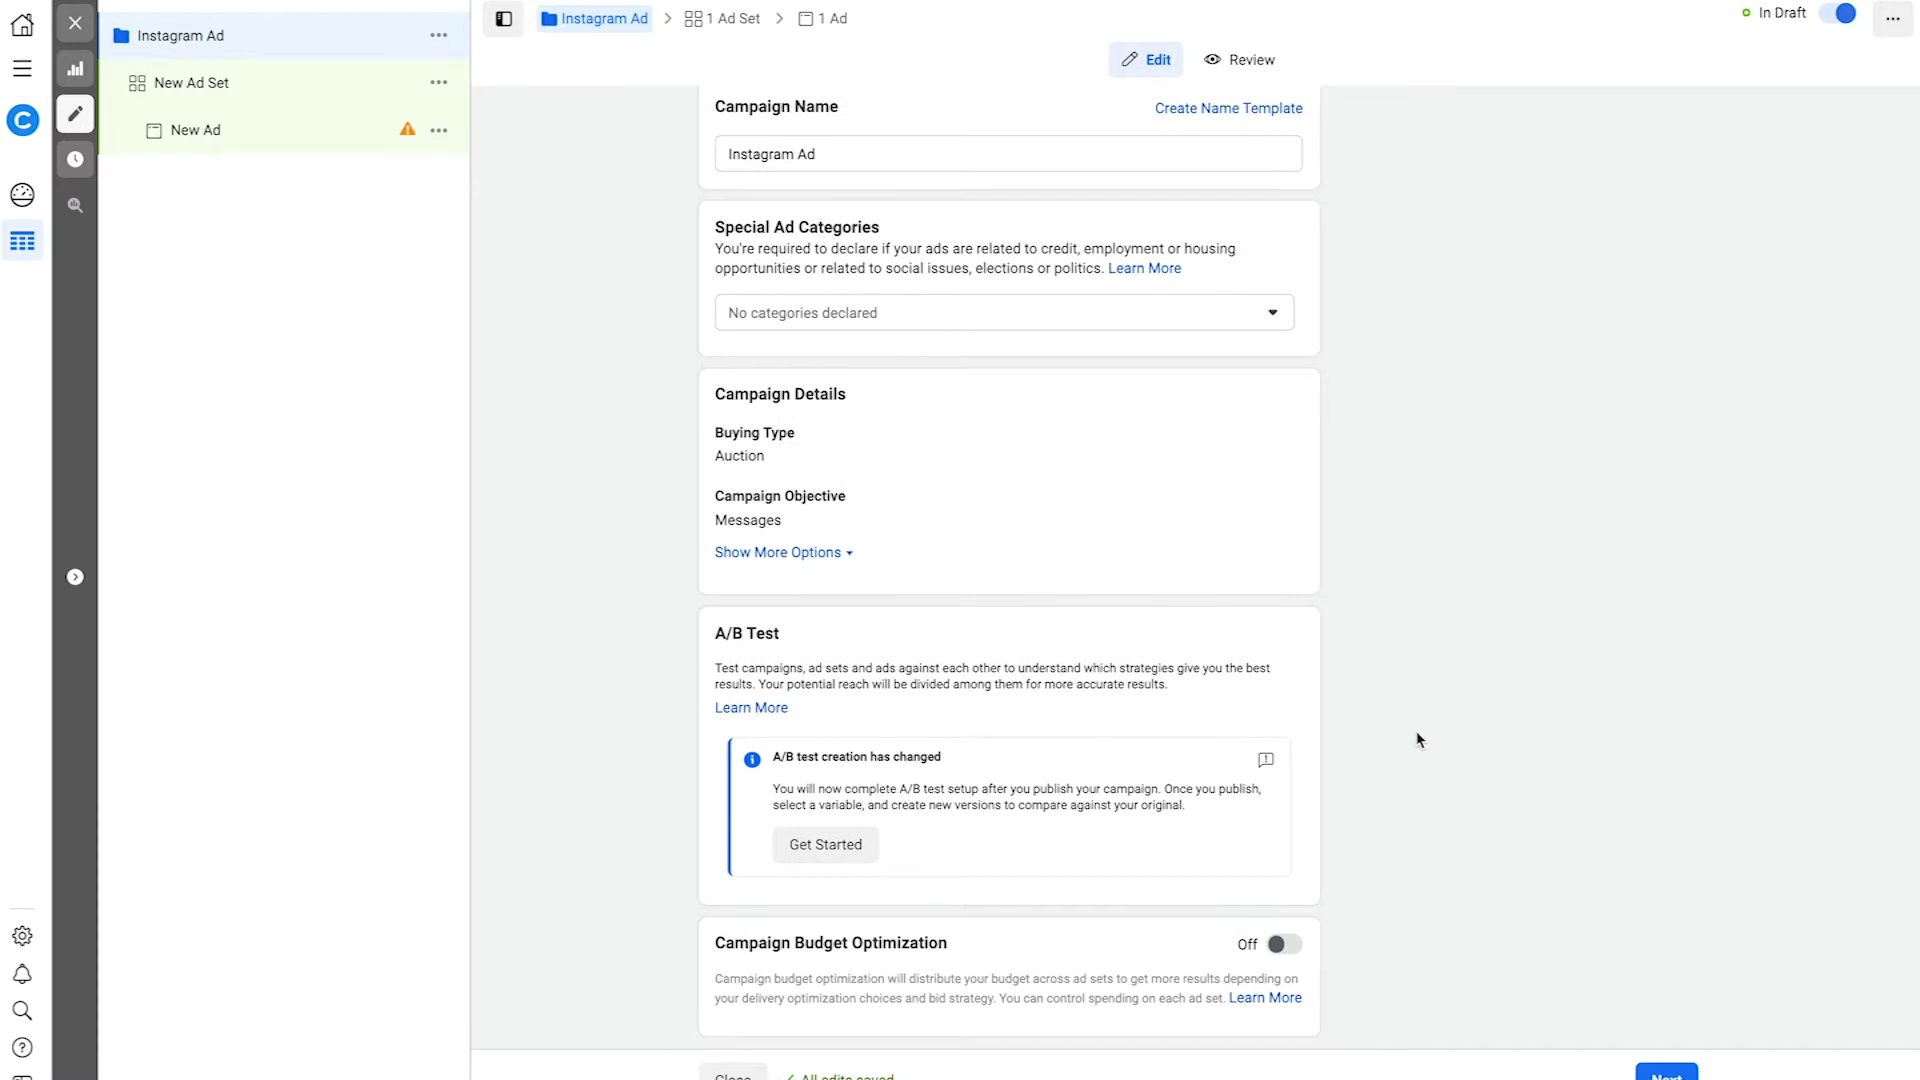 Instagram Ad
New Ad Set
New Ad
Instagram Ad
1 Ad Set
1 Ad
In Draft
Edit
Review
Campaign Name
Create Name Template
Instagram Ad
Special Ad Categories
You're required to declare if your ads are related to credit, employment or housing
opportunities or related to social issues, elections or politics. Learn More
No categories declared
Campaign Details
Buying Type
Auction
Campaign Objective
Messages
Show More Options
A/B Test
Test campaigns, ad sets and ads against each other to understand which strategies give you the best
results. Your potential reach will be divided among them for more accurate results.
Learn More
A/B test creation has changed
You will now complete A/B test setup after you publish your campaign. Once you publish,
select a variable, and create new versions to compare against your original.
Get Started
Campaign Budget Optimization
Off
Campaign budget optimization will distribute your budget across ad sets to get more results depending on
your delivery optimization choices and bid strategy. You can control spending on each ad set. Learn More
Close
All edits saved
Next